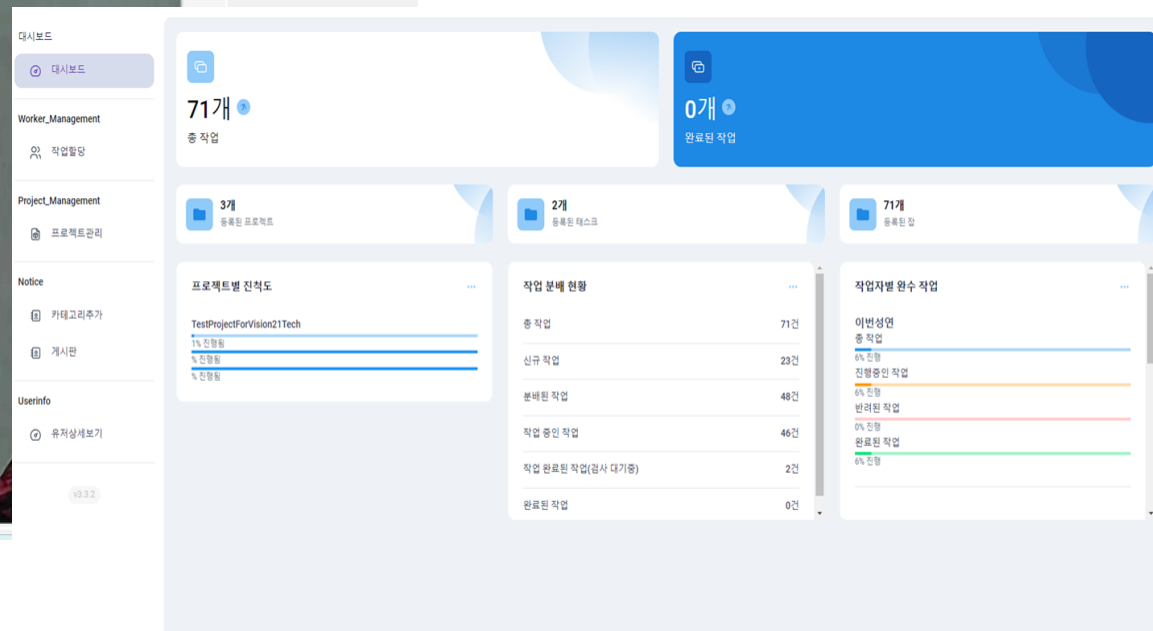 대시보드
대시보드
Worker_Management
작업할당
Project_Management
프로젝트관리
Notice
카테고리추가
게시판
Userinfo
유저상세보기
v3.3.2
71개
총 작업
0개
완료된 작업
3개
등록된 프로젝트
2개
등록된 태스크
71개
등록된 잡
프로젝트별 진척도
TestProjectForVision21Tech
1% 진행됨
% 진행됨
% 진행됨
작업 분배 현황
총 작업 71건
신규 작업 23건
분배된 작업 48건
작업 중인 작업 46건
작업 완료된 작업(검사 대기중) 2건
완료된 작업 0건
작업자별 완수 작업
이번성연
총 작업
6% 진행
진행중인 작업
6% 진행
반려된 작업
0% 진행
완료된 작업
6% 진행